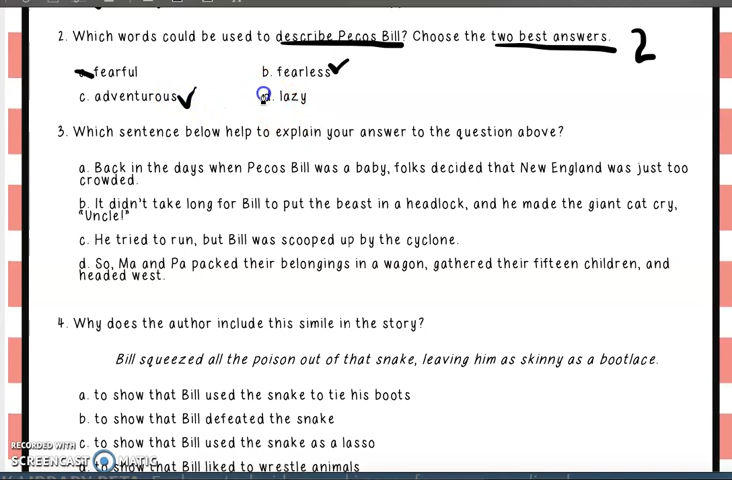 2. Which words could be used to describe Pecos Bill? Choose the two best answers. 2
a. fearful b. fearless
c. adventurous d. lazy
3. Which sentence below help to explain your answer to the question above?
a. Back in the days when Pecos Bill was a baby, folks decided that New England was just too
crowded.
b. It didn't take long for Bill to put the beast in a headlock, and he made the giant cat cry,
"Uncle!"
c. He tried to run, but Bill was scooped up by the cyclone.
d. So, Ma and Pa packed their belongings in a wagon, gathered their fifteen children, and
headed west.
4. Why does the author include this simile in the story?
Bill squeezed all the poison out of that snake, leaving him as skinny as a bootlace.
a. to show that Bill used the snake to tie his boots
b. to show that Bill defeated the snake
c. to show that Bill used the snake as a lasso
d. to show that Bill liked to wrestle animals
RECORDED WITH
SCREENCAST MATIC